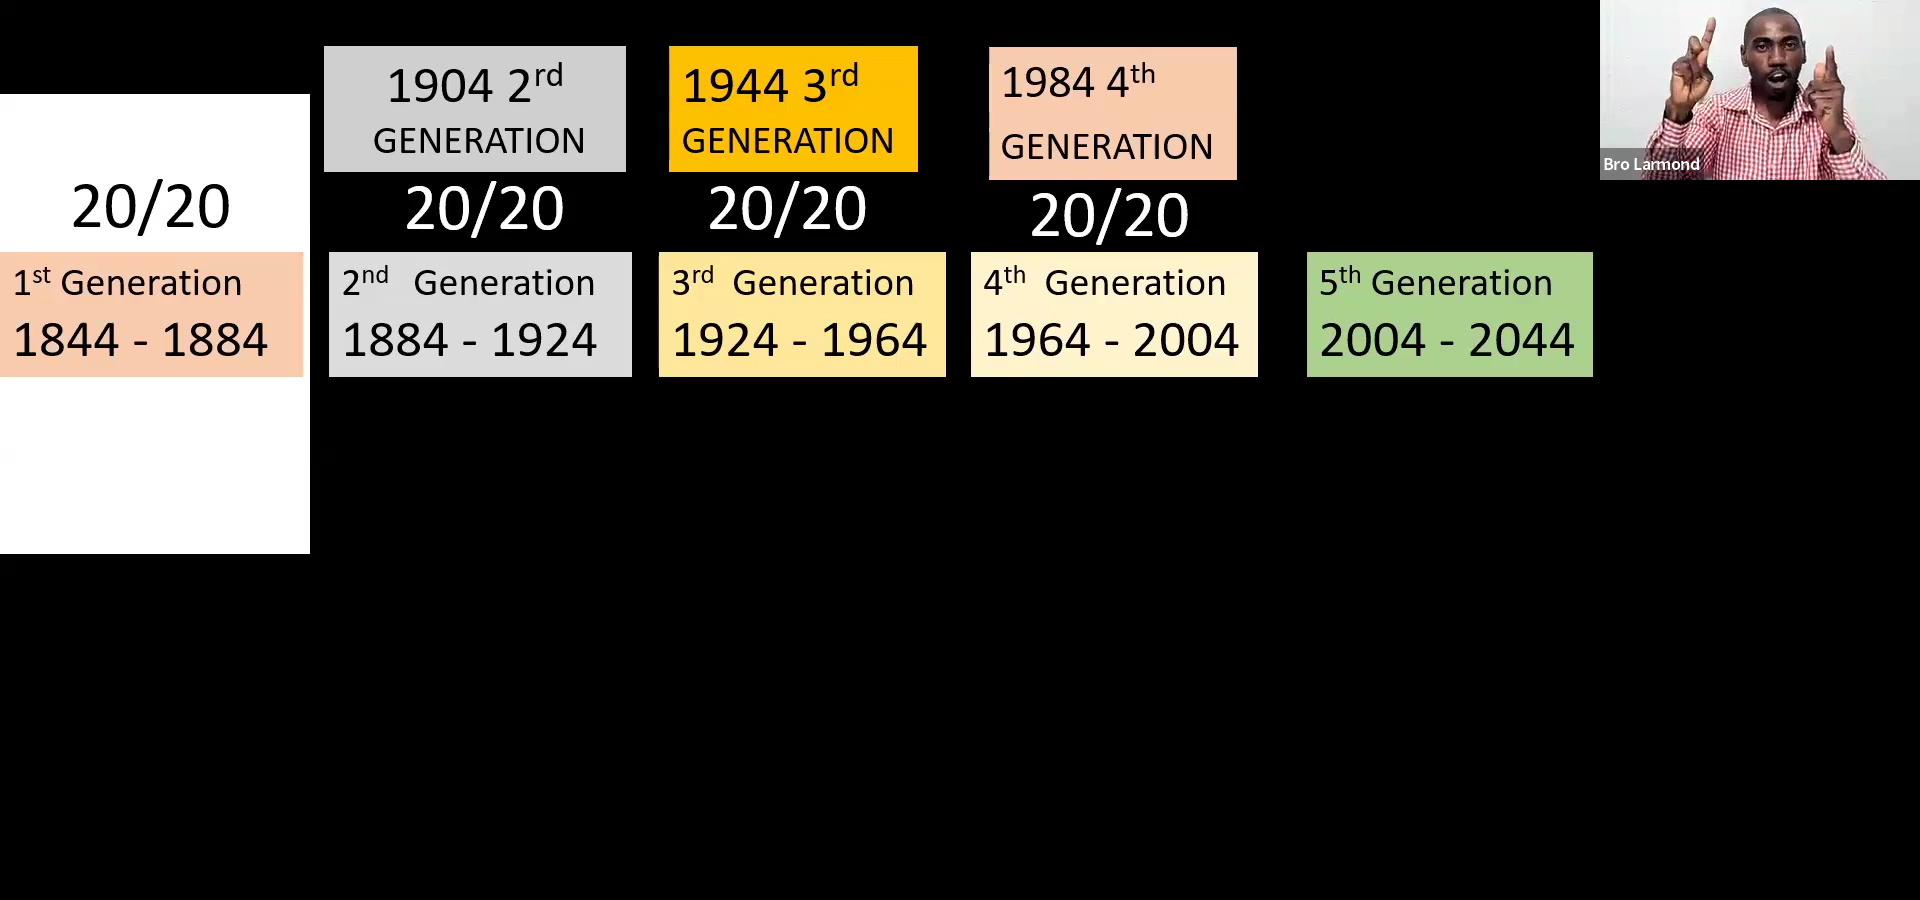 1904 2rd
GENERATION
1944 3rd
GENERATION
1984 4th
GENERATION
Bro Larmond
20/20
20/20
20/20
20/20
1st Generation
1844 - 1884
2nd Generation
1884 - 1924
3rd Generation
1924 - 1964
4th Generation
1964 - 2004
5th Generation
2004 - 2044